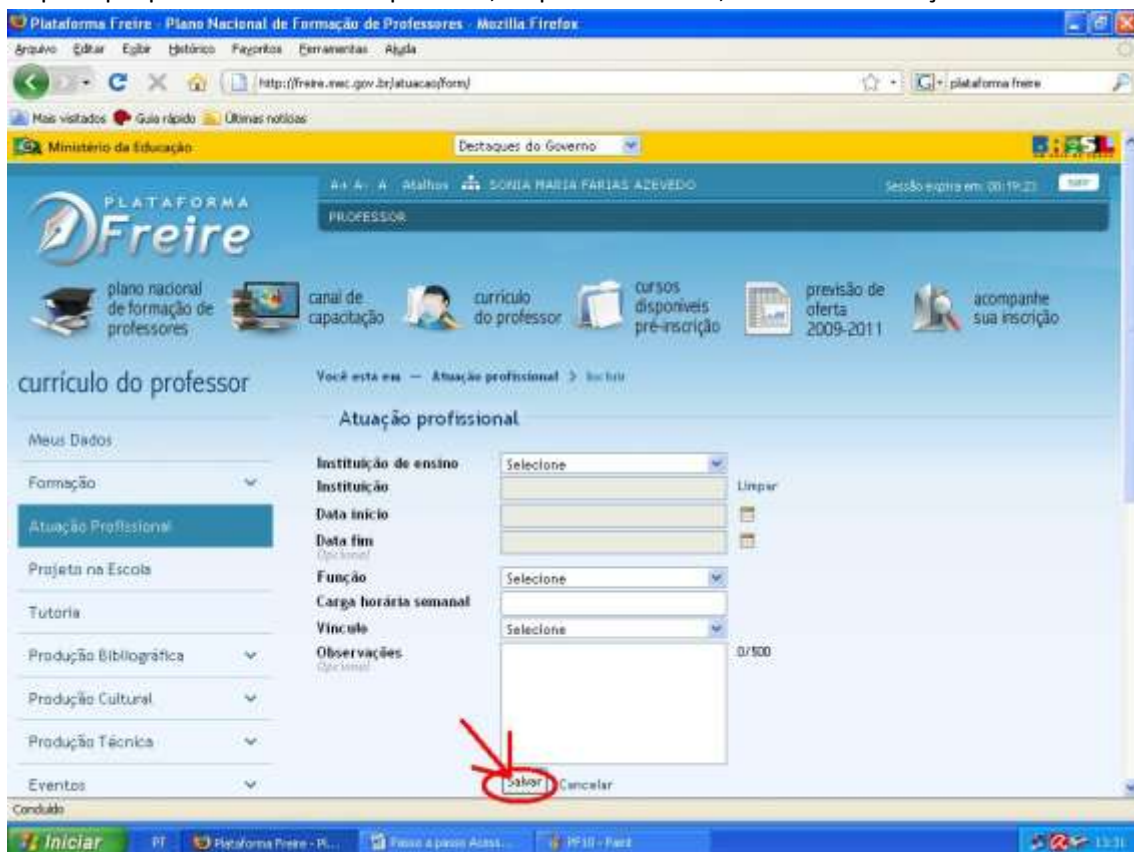 Plataforma Freire - Plano Nacional de Formação de Professores - Mozilla Firefox
Arquivo Editar Exibir Histórico Favoritos Ferramentas Ajuda
http://freire.mec.gov.br/atuacao/form/
plataforma freire
Mais visitados Guia rápido Últimas notícias
Ministério da Educação
Destaques do Governo
BRASIL
A+ A- A Atalhos SONIA MARIA FARIAS AZEVEDO
Sessão expira em: 00:19:23
PLATAFORMA
Freire
PROFESSOR
plano nacional
de formação de
professores
canal de
capacitação
currículo
do professor
cursos
disponíveis
pré-inscrição
previsão de
oferta
2009-2011
acompanhe
sua inscrição
currículo do professor
Você esta em — Atuação profissional > Incluir
Atuação profissional
Meus Dados
Formação
Atuação Profissional
Projeto na Escola
Tutoria
Produção Bibliográfica
Produção Cultural
Produção Técnica
Eventos
Instituição de ensino
Selecione
Instituição
Limpar
Data início
Data fim
Opcional
Função
Selecione
Carga horária semanal
Vínculo
Selecione
Observações
Opcional
0/500
Salvar Cancelar
Concluído
Iniciar
PT
Plataforma Freire - Pl...
Passo a passo Acess...
PF10 - Paint
13:31